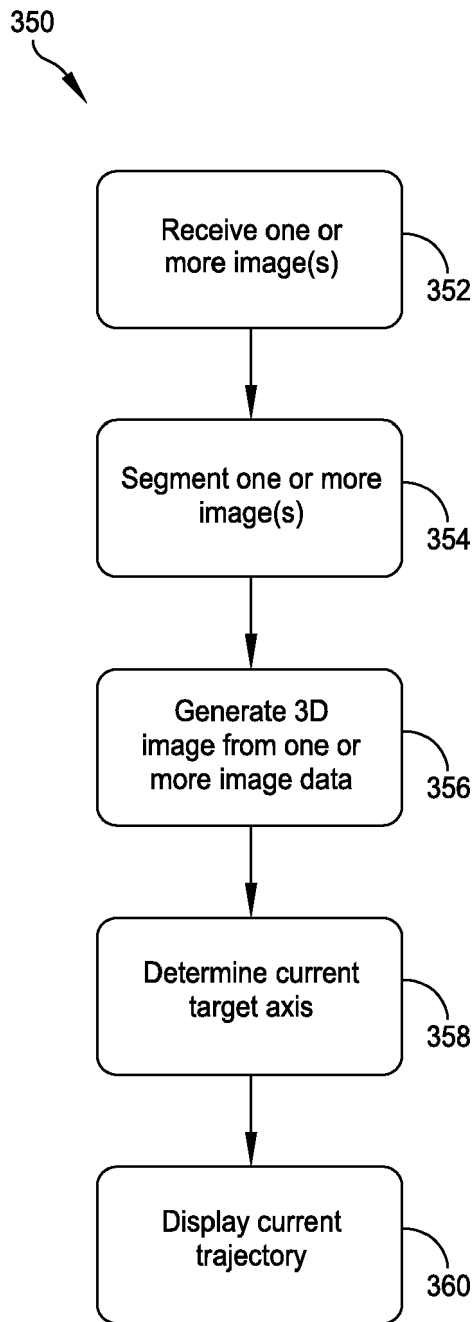 350
Receive one or
more image(s)
352
Segment one or more
image(s)
354
Generate 3D
image from one or
more image data
356
Determine current
target axis
358
Display current
trajectory
360